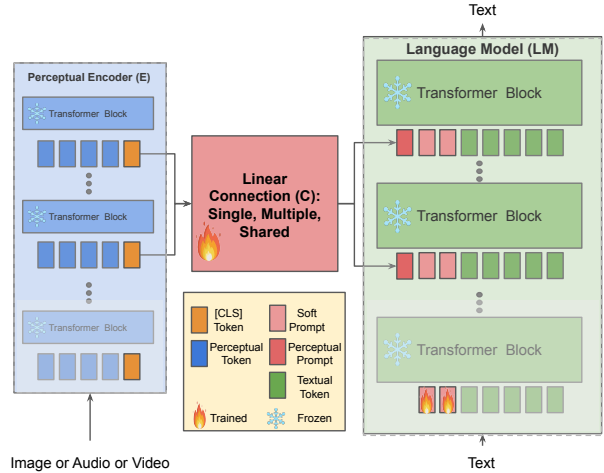 Text
Language Model (LM)
Transformer Block
Perceptual Encoder (E)
Transformer Block
Linear
Connection (C):
Single, Multiple,
Shared
Transformer Block
Transformer Block
[CLS]
Token
Soft
Prompt
Perceptual
Token
Perceptual
Prompt
Textual
Token
Trained
Frozen
Transformer Block
Transformer Block
Image or Audio or Video
Text